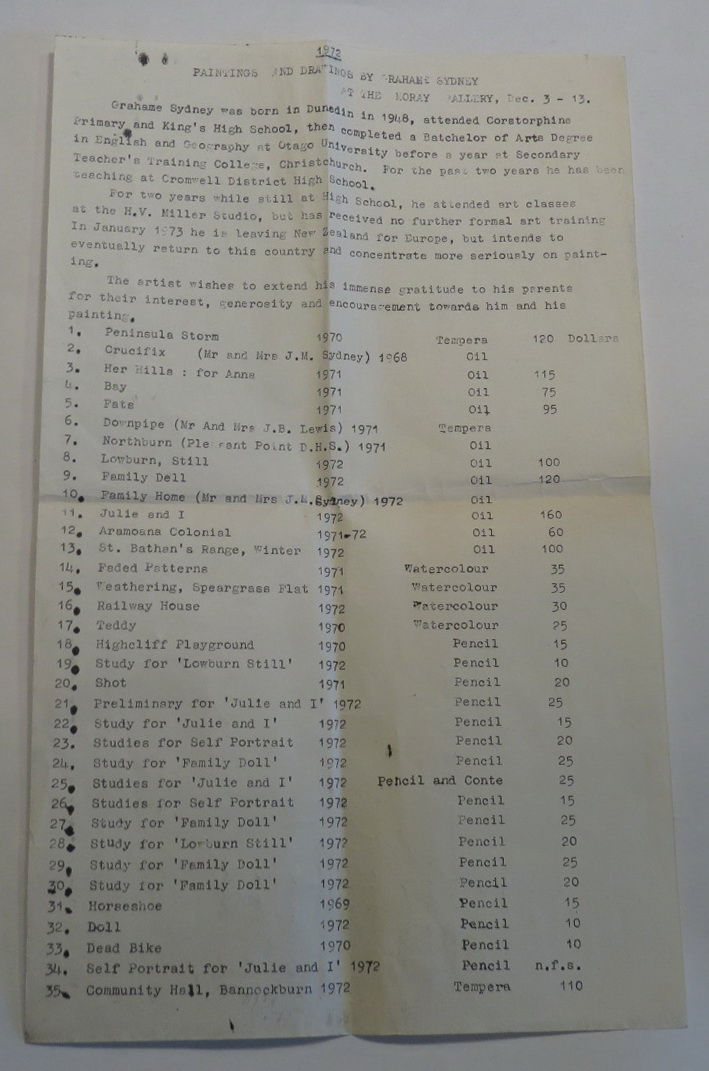 1972
PAINTINGS AND DRAWINGS BY GRAHAME SYDNEY
AT THE MORAY GALLERY, Dec. 3 - 13.
Grahame Sydney was born in Dunedin in 1948, attended Corstorphine
Primary and King's High School, then completed a Batchelor of Arts Degree
in English and Geography at Otago University before a year at Secondary
Teacher's Training College, Christchurch. For the past two years he has been
teaching at Cromwell District High School.
For two years while still at High School, he attended art classes
at the H.V. Miller Studio, but has received no further formal art training
In January 1973 he is leaving New Zealand for Europe, but intends to
eventually return to this country and concentrate more seriously on paint-
ing.
The artist wishes to extend his immense gratitude to his parents
for their interest, generosity and encouragement towards him and his
painting.
1. Peninsula Storm 1970 Tempera 120 Dollars
2. Crucifix (Mr and Mrs J.M. Sydney) 1968 Oil
3. Her Hills : for Anna 1971 Oil 115
4. Bay 1971 Oil 75
5. Fats 1971 Oil 95
6. Downpipe (Mr And Mrs J.B. Lewis) 1971 Tempera
7. Northburn (Pleasant Point D.H.S.) 1971 Oil
8. Lowburn, Still 1972 Oil 100
9. Family Dell 1972 Oil 120
10. Family Home (Mr and Mrs J.M.Sydney) 1972 Oil
11. Julie and I 1972 Oil 160
12. Aramoana Colonial 1971-72 Oil 60
13. St. Bathan's Range, Winter 1972 Oil 100
14. Faded Patterns 1971 Watercolour 35
15. Weathering, Speargrass Flat 1971 Watercolour 35
16. Railway House 1972 Watercolour 30
17. Teddy 1970 Watercolour 25
18. Highcliff Playground 1970 Pencil 15
19. Study for 'Lowburn Still' 1972 Pencil 10
20. Shot 1971 Pencil 20
21. Preliminary for 'Julie and I' 1972 Pencil 25
22. Study for 'Julie and I' 1972 Pencil 15
23. Studies for Self Portrait 1972 Pencil 20
24. Study for 'Family Doll' 1972 Pencil 25
25. Studies for 'Julie and I' 1972 Pencil and Conte 25
26. Studies for Self Portrait 1972 Pencil 15
27. Study for 'Family Doll' 1972 Pencil 25
28. Study for 'Lowburn Still' 1972 Pencil 20
29. Study for 'Family Doll' 1972 Pencil 25
30. Study for 'Family Doll' 1972 Pencil 20
31. Horseshoe 1969 Pencil 15
32. Doll 1972 Pencil 10
33. Dead Bike 1970 Pencil 10
34. Self Portrait for 'Julie and I' 1972 Pencil n.f.s.
35. Community Hall, Bannockburn 1972 Tempera 110